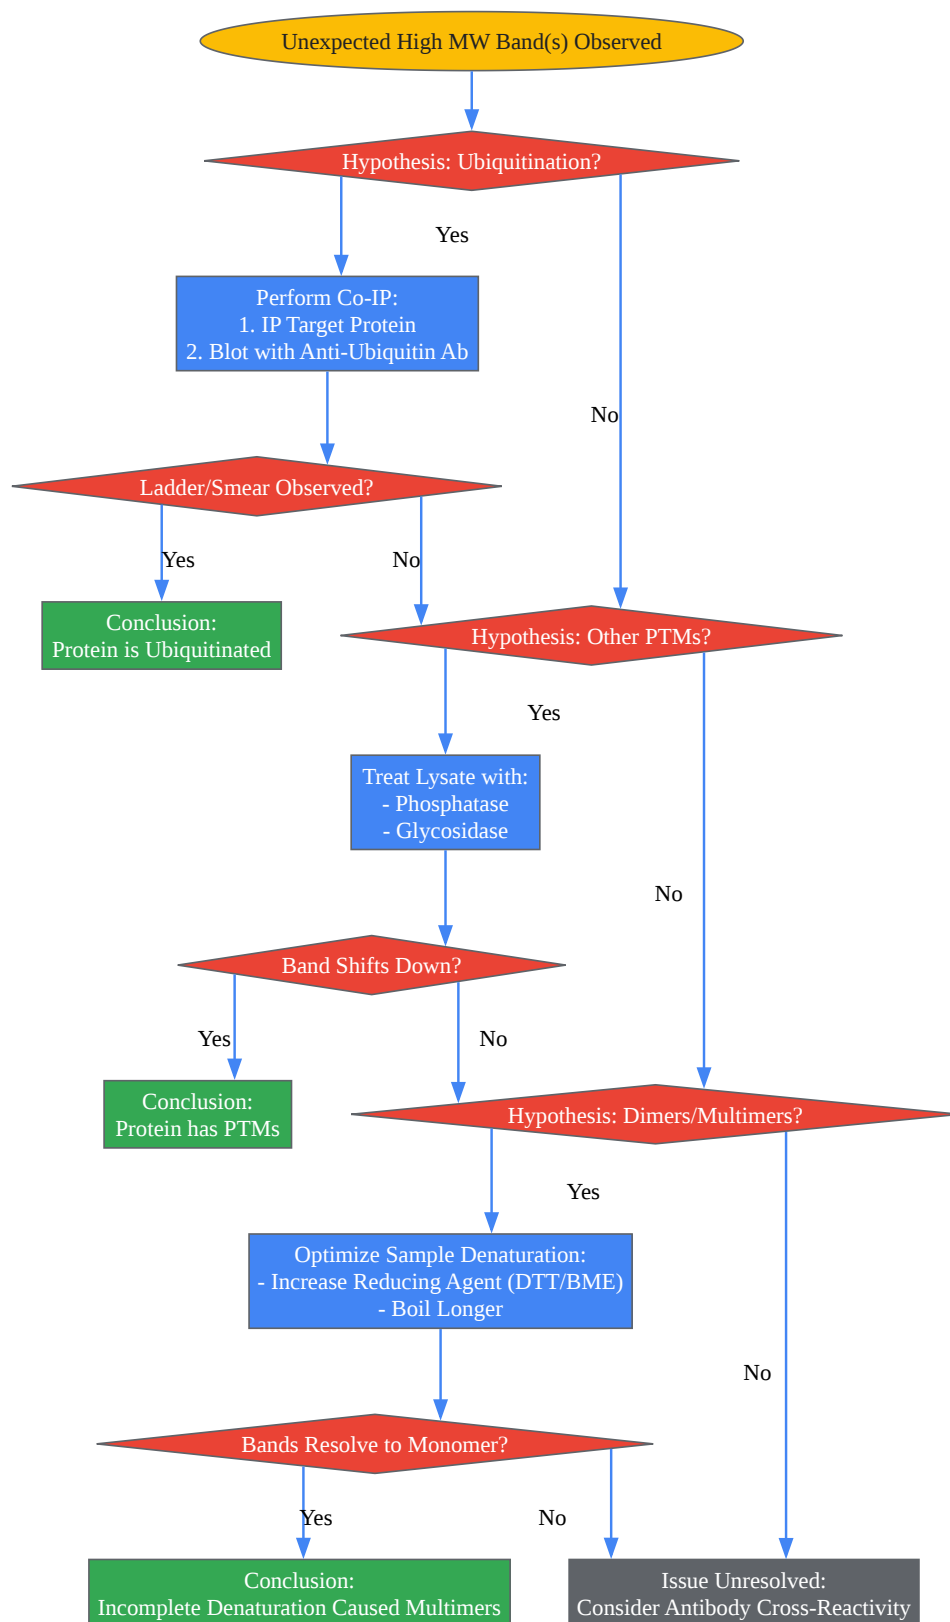 Unexpected High MW Band(s) Observed
Hypothesis: Ubiquitination?
Yes
Perform Co-IP:
1. IP Target Protein
2. Blot with Anti-Ubiquitin Ab
No
Ladder/Smear Observed?
Yes
No
Conclusion:
Protein is Ubiquitinated
Hypothesis: Other PTMs?
Yes
Treat Lysate with:
- Phosphatase
- Glycosidase
No
Band Shifts Down?
Yes
No
Conclusion:
Protein has PTMs
Hypothesis: Dimers/Multimers?
Yes
Optimize Sample Denaturation:
- Increase Reducing Agent (DTT/BME)
- Boil Longer
No
Bands Resolve to Monomer?
Yes
No
Conclusion:
Incomplete Denaturation Caused Multimers
Issue Unresolved:
Consider Antibody Cross-Reactivity